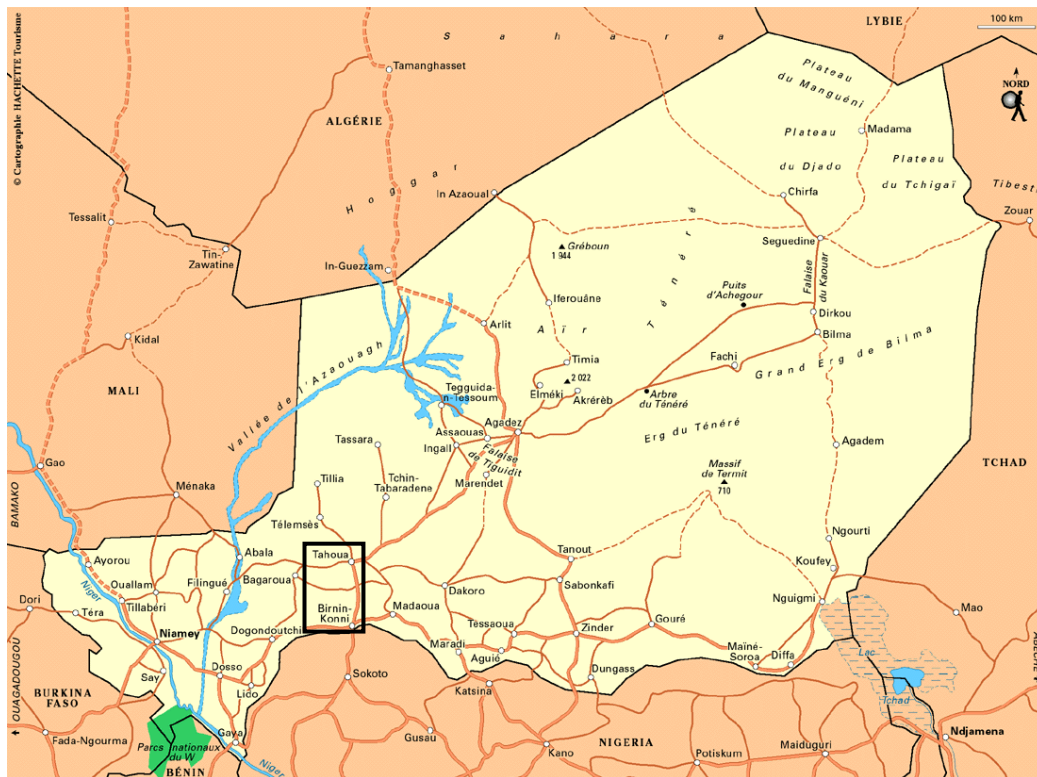 © Cartographie HACHETTE Tourisme
100 km
LYBIE
S a h a r a
Tamanghasset
Plateau
du Manguéni
NORD
ALGÉRIE
Madama
Plateau
du Djado
Plateau
du Tchigaï
Hoggar
In Azaoual
Chirfa
Tibest
Zouar
Tessalit
Tin-
Zawatine
Gréboun
1 944
Ténéré
Seguedine
In-Guezzam
Falaise
du Kaouar
Puits
d'Achegour
Iferouâne
Dirkou
Arlit
Aïr
Bilma
Kidal
Grand Erg de Bilma
Timia
Fachi
2 022
Vallée de l'Azaouagh
MALI
Tegguida-
n-Tessoum
Elméki
Akrérèb
Arbre
du Ténéré
Agadez
Assaouas
Erg du Ténéré
Tassara
Ingall
Falaise
de Tiguidit
Agadem
Gao
TCHAD
Massif
de Termit
710
Tillia
Tchin-
Tabaradene
Marendet
BAMAKO
Ménaka
Télemsès
Ngourti
Abala
Tahoua
Tanout
Koufey
Ayorou
Bagaroua
Niger
Ouallam
Filingué
Dakoro
Sabonkafi
Dori
Téra
Tillabéri
Nguigmi
Birnin-
Konni
Madaoua
Mao
Niamey
Dogondoutchi
Tessaoua
Zinder
Gouré
Maradi
Maïné-
Soroa
Diffa
Lac
Tchad
Aguié
Say
Dosso
Dungass
OUAGADOUGOU
BURKINA
FASO
Lido
Sokoto
Katsina
Gaya
Gusau
Ndjamena
Fada-Ngourma
Parcs nationaux
du W
Kano
NIGERIA
Potiskum
Maiduguri
BÉNIN
Niger